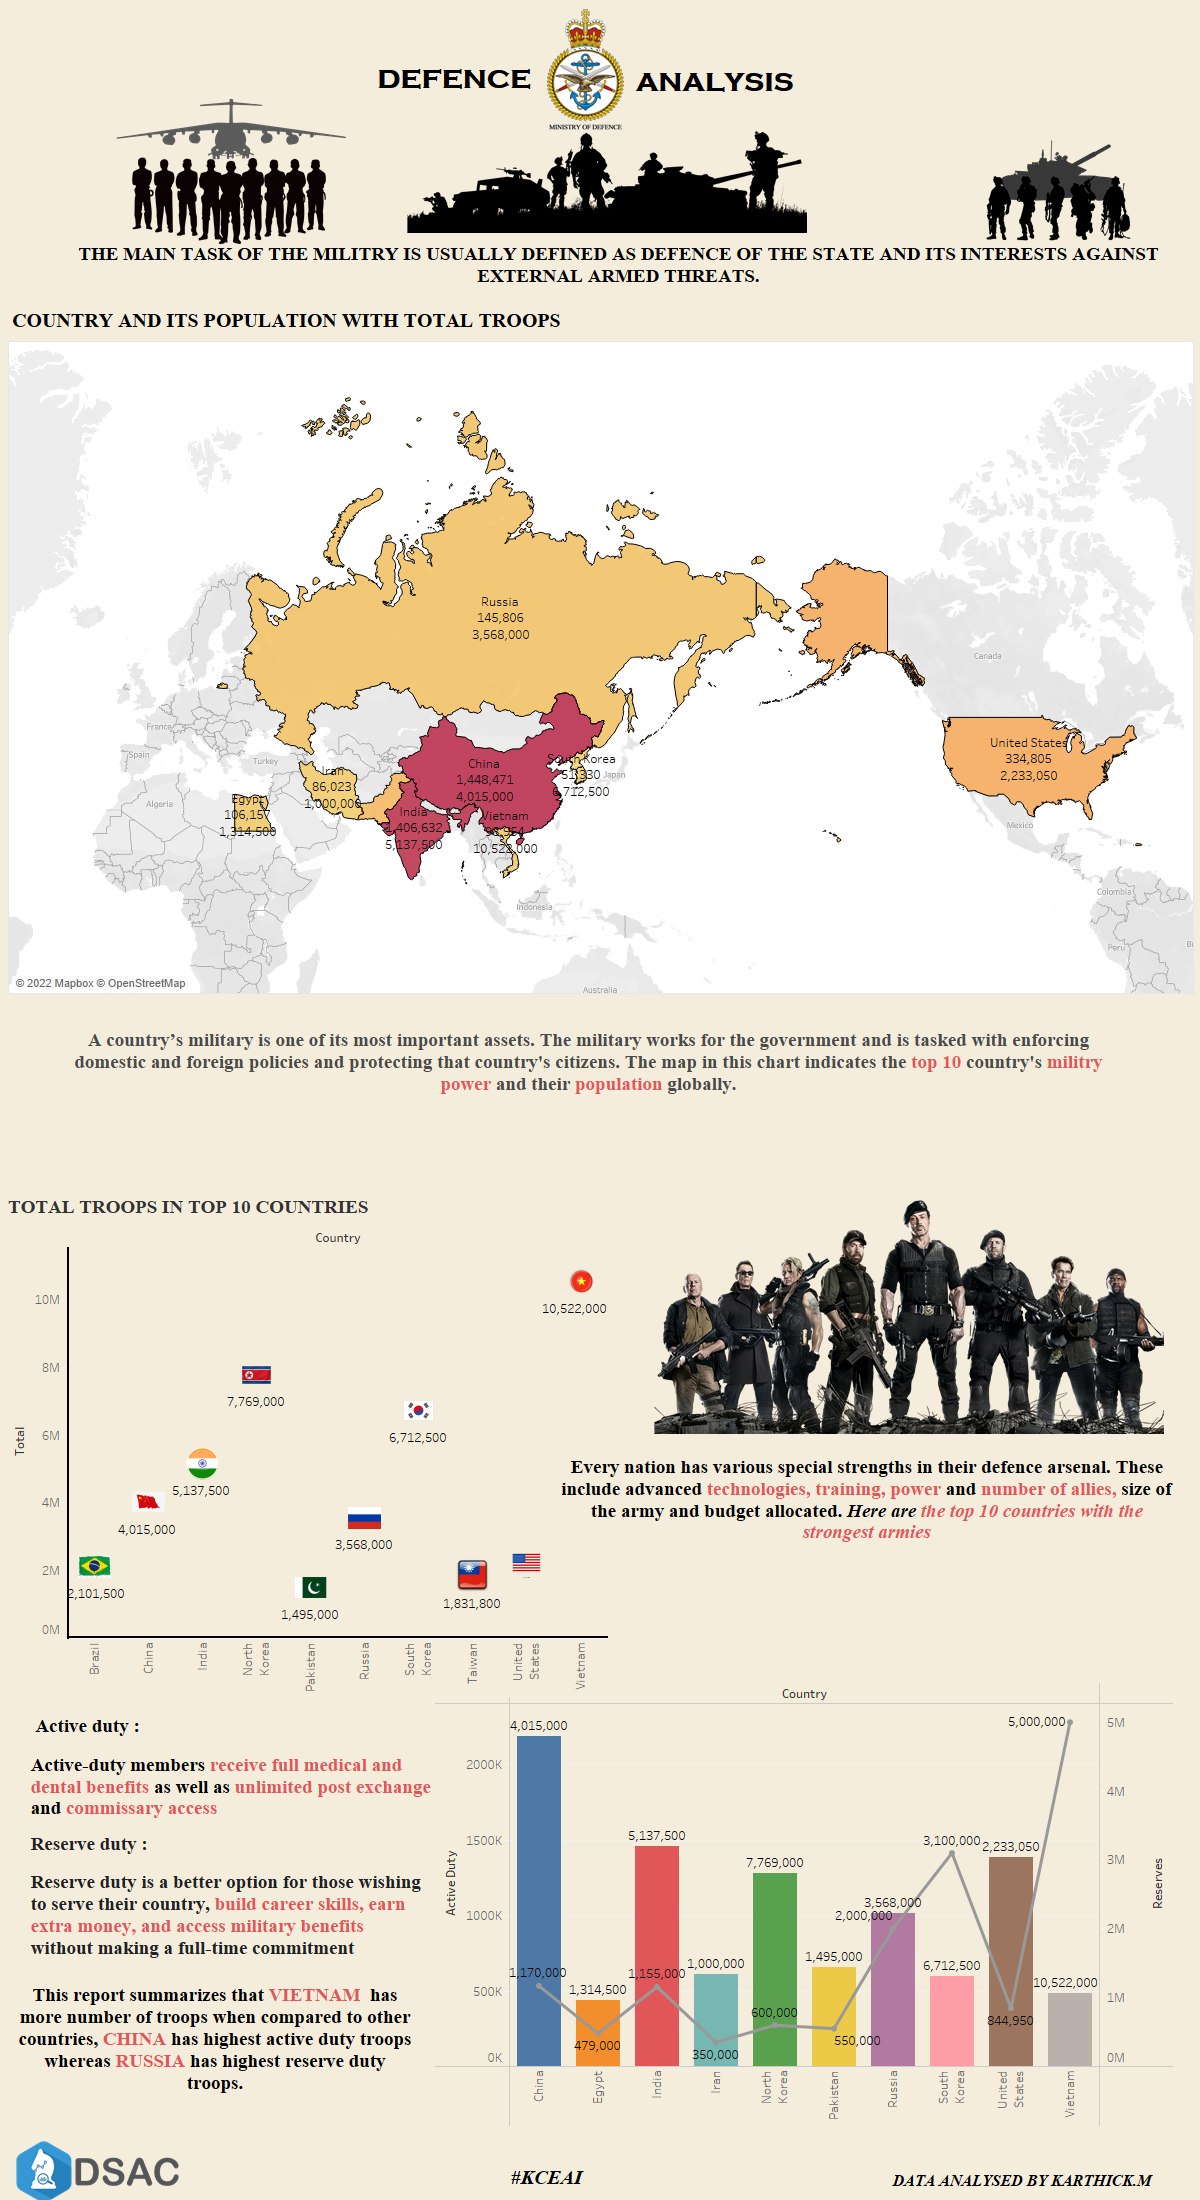 DEFENCE
ANALYSIS
MINISTRY OF DEFENCE
THE MAIN TASK OF THE MILITRY IS USUALLY DEFINED AS DEFENCE OF THE STATE AND ITS INTERESTS AGAINST
EXTERNAL ARMED THREATS.
COUNTRY AND ITS POPULATION WITH TOTAL TROOPS
Russia
145,806
3,568,000
Canada
France
Spain
Turkey
Algeria
United States
334,805
2,233,050
Mexico
China
1,448,471
4,015,000
South Korea
51,330
6,712,500
Japan
Iran
86,023
1,000,000
Egypt
106,157
1,314,500
India
1,406,632
5,137,500
Vietnam
10,522,000
Indonesia
Colombia
Peru
Australia
© 2022 Mapbox © OpenStreetMap
A country’s military is one of its most important assets. The military works for the government and is tasked with enforcing
domestic and foreign policies and protecting that country's citizens. The map in this chart indicates the top 10 country's militry
power and their population globally.
TOTAL TROOPS IN TOP 10 COUNTRIES
Country
Total
10M
8M
6M
4M
2M
0M
10,522,000
7,769,000
6,712,500
5,137,500
4,015,000
3,568,000
2,101,500
1,495,000
1,831,800
Brazil
China
India
North
Korea
Pakistan
Russia
South
Korea
Taiwan
United
States
Vietnam
Every nation has various special strengths in their defence arsenal. These
include advanced technologies, training, power and number of allies, size of
the army and budget allocated. Here are the top 10 countries with the
strongest armies
Active duty :
Active-duty members receive full medical and
dental benefits as well as unlimited post exchange
and commissary access
Reserve duty :
Reserve duty is a better option for those wishing
to serve their country, build career skills, earn
extra money, and access military benefits
without making a full-time commitment
This report summarizes that VIETNAM has
more number of troops when compared to other
countries, CHINA has highest active duty troops
whereas RUSSIA has highest reserve duty
troops.
Country
Active Duty
2000K
1500K
1000K
500K
0K
Reserves
5M
4M
3M
2M
1M
0M
4,015,000
1,170,000
1,314,500
479,000
5,137,500
1,155,000
1,000,000
350,000
7,769,000
600,000
1,495,000
550,000
3,568,000
2,000,000
3,100,000
6,712,500
2,233,050
844,950
5,000,000
10,522,000
China
Egypt
India
Iran
North
Korea
Pakistan
Russia
South
Korea
United
States
Vietnam
DSAC
#KCEAI
DATA ANALYSED BY KARTHICK.M